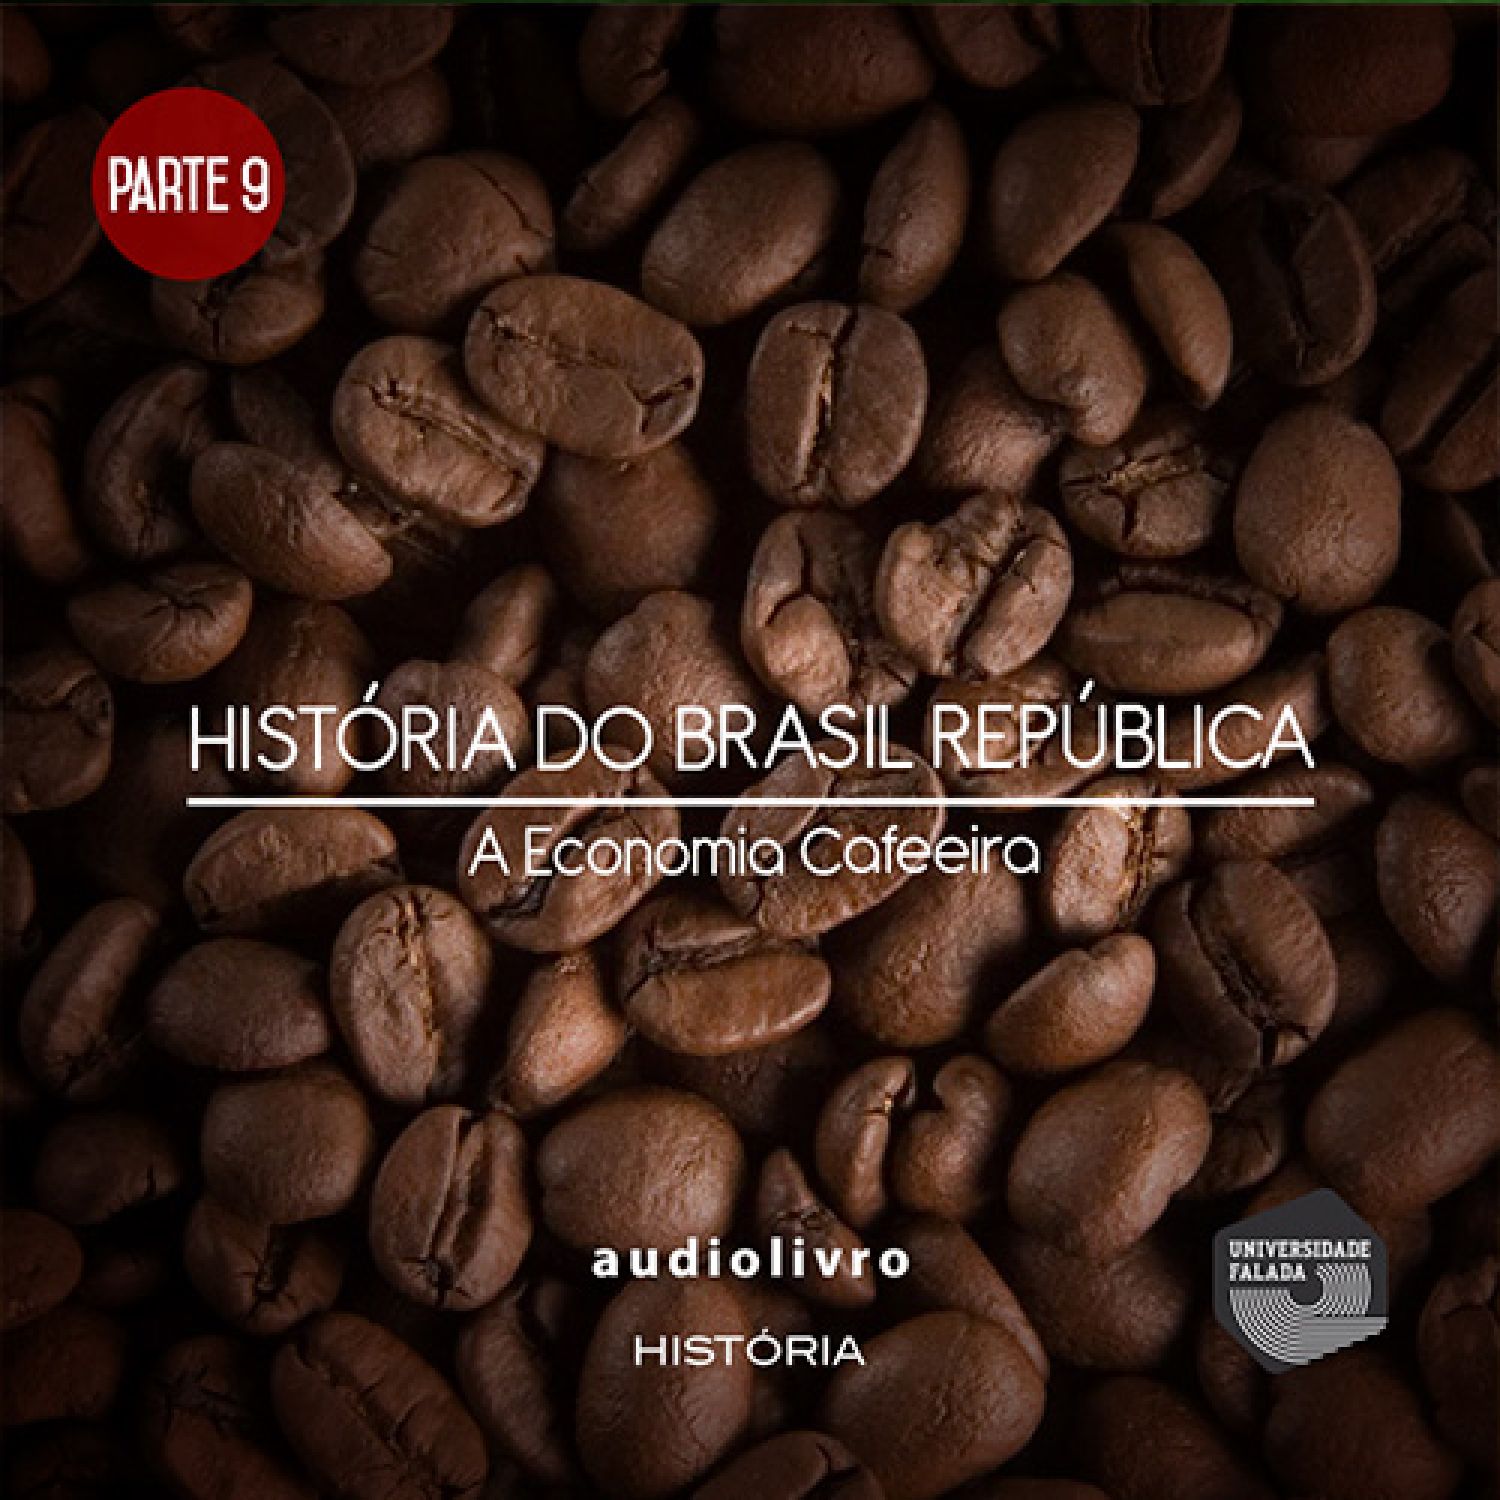 PARTE 9
HISTÓRIA DO BRASIL REPÚBLICA
A Economia Cafeeira
audiolivro
HISTÓRIA
UNIVERSIDADE
FALADA